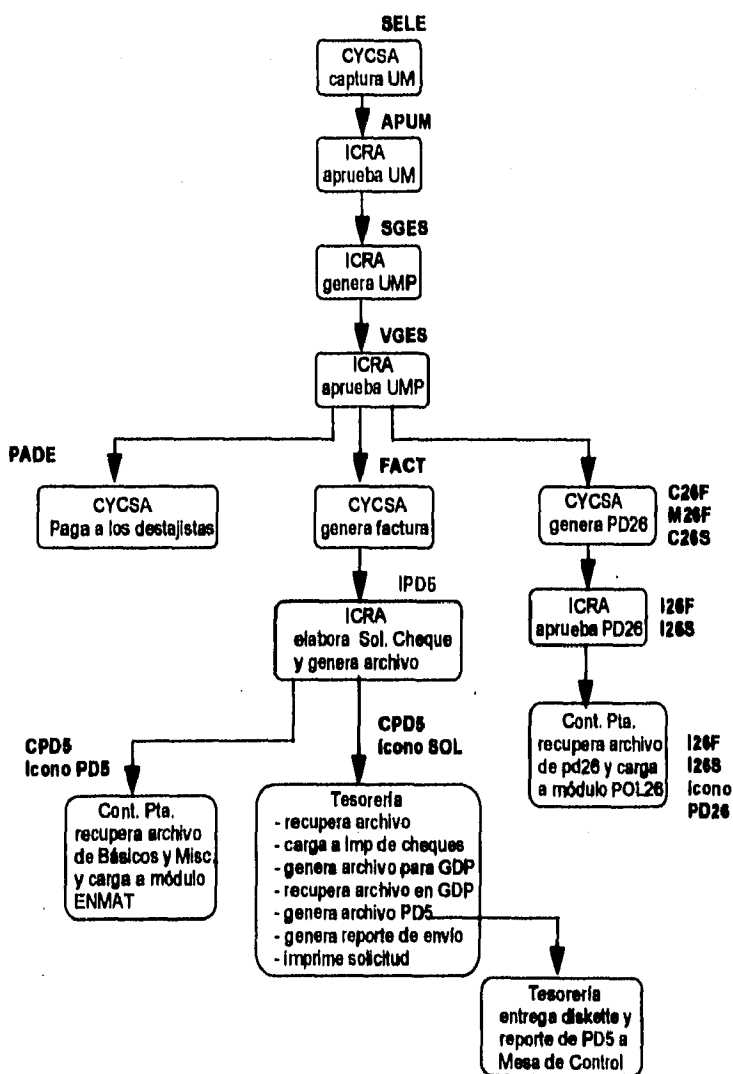 SELE
CYCSA
captura UM
APUM
ICRA
aprueba UM
SGES
ICRA
genera UMP
VGES
ICRA
aprueba UMP
PADE
CYCSA
Paga a los destajistas
FACT
CYCSA
genera factura
CYCSA
genera PD26
C26F
M26F
C26S
IPD5
ICRA
elabora Sol. Cheque
y genera archivo
ICRA
aprueba PD26
I26F
I26S
CPD5
Icono PD5
Cont. Pta.
recupera archivo
de Básicos y Misc.
y carga a módulo
ENMAT
CPD5
ícono SOL
Tesorería
- recupera archivo
- carga a Imp de cheques
- genera archivo para GDP
- recupera archivo en GDP
- genera archivo PD5
- genera reporte de envío
- imprime solicitud
Cont. Pta.
recupera archivo
de pd26 y carga
a módulo POL26
I26F
I26S
ícono
PD26
Tesorería
entrega diskette y
reporte de PD5 a
Mesa de Control